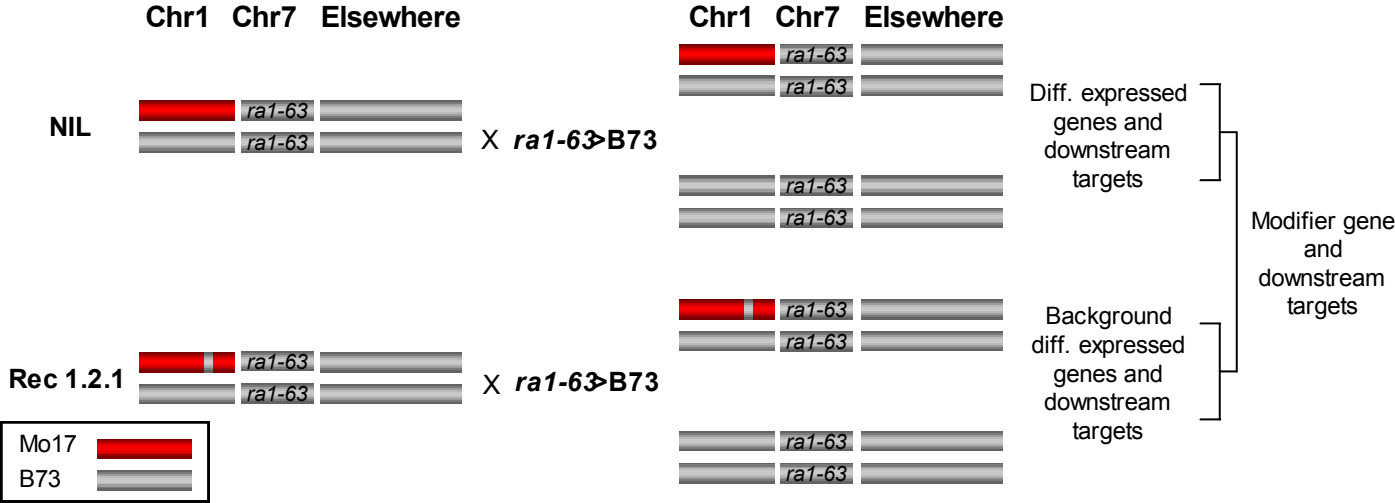 Chr1 Chr7 Elsewhere
NIL
ra1-63
ra1-63
X ra1-63>B73
Rec 1.2.1
ra1-63
ra1-63
X ra1-63>B73
Mo17
B73
Chr1 Chr7 Elsewhere
ra1-63
ra1-63
ra1-63
ra1-63
Diff. expressed
genes and
downstream
targets
ra1-63
ra1-63
ra1-63
ra1-63
Background
diff. expressed
genes and
downstream
targets
Modifier gene
and
downstream
targets